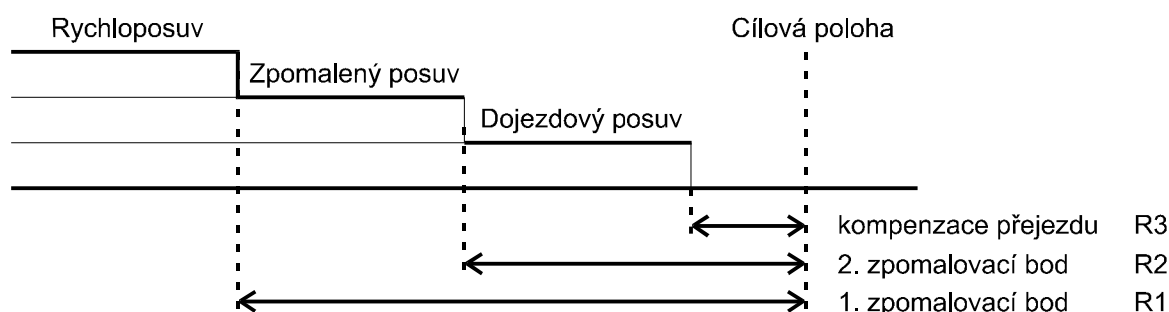 Rychloposuv
Cílová poloha
Zpomalený posuv
Dojezdový posuv
kompenzace přejezdu R3
2. zpomalovací bod R2
1. zpomalovací bod R1